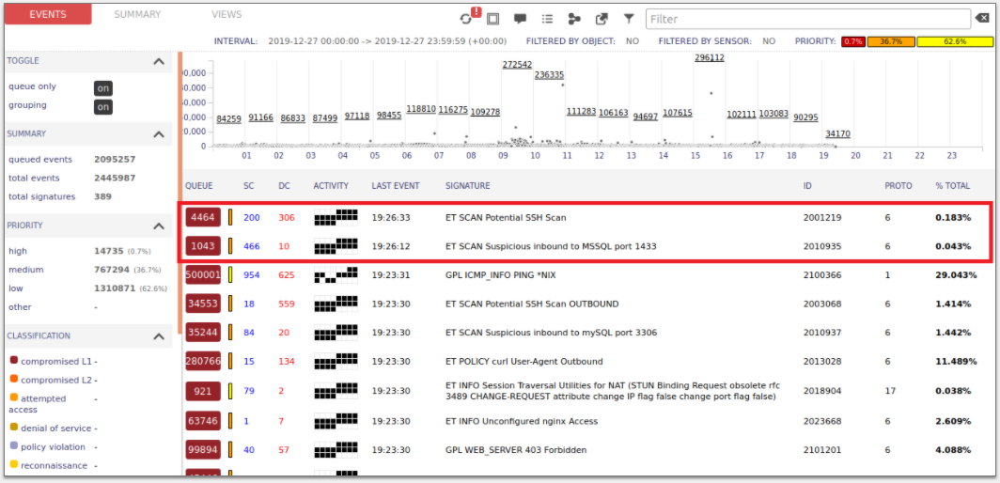 EVENTS SUMMARY VIEWS ! Filter
INTERVAL: 2019-12-27 00:00:00 -> 2019-12-27 23:59:59 (+00:00) FILTERED BY OBJECT: NO FILTERED BY SENSOR: NO PRIORITY: 0.7% 36.7% 62.6%
TOGGLE
queue only on
grouping on
SUMMARY
queued events 2095257
total events 2445987
total signatures 389
PRIORITY
high 14735 (0.7%)
medium 767294 (36.7%)
low 1310871 (62.6%)
other -
CLASSIFICATION
compromised L1 -
compromised L2 -
attempted -
access
denial of service -
policy violation -
reconnaissance -
84259 91166 86833 87499 97118 98455 118810 116275 109278 272542 236335 111283 106163 94697 107615 296112 102111 103083 90295 34170
0
01 02 03 04 05 06 07 08 09 10 11 12 13 14 15 16 17 18 19 20 21 22 23
QUEUE SC DC ACTIVITY LAST EVENT SIGNATURE ID PROTO % TOTAL
4464 200 306 19:26:33 ET SCAN Potential SSH Scan 2001219 6 0.183%
1043 466 10 19:26:12 ET SCAN Suspicious inbound to MSSQL port 1433 2010935 6 0.043%
500001 954 625 19:23:31 GPL ICMP_INFO PING *NIX 2100366 1 29.043%
34553 18 559 19:23:30 ET SCAN Potential SSH Scan OUTBOUND 2003068 6 1.414%
35244 84 20 19:23:30 ET SCAN Suspicious inbound to mySQL port 3306 2010937 6 1.442%
280766 15 134 19:23:30 ET POLICY curl User-Agent Outbound 2013028 6 11.489%
921 79 2 19:23:30 ET INFO Session Traversal Utilities for NAT (STUN Binding Request obsolete rfc 2018904 17 0.038%
3489 CHANGE-REQUEST attribute change IP flag false change port flag false)
63746 1 7 19:23:30 ET INFO Unconfigured nginx Access 2023668 6 2.609%
99894 40 57 19:23:30 GPL WEB_SERVER 403 Forbidden 2101201 6 4.088%